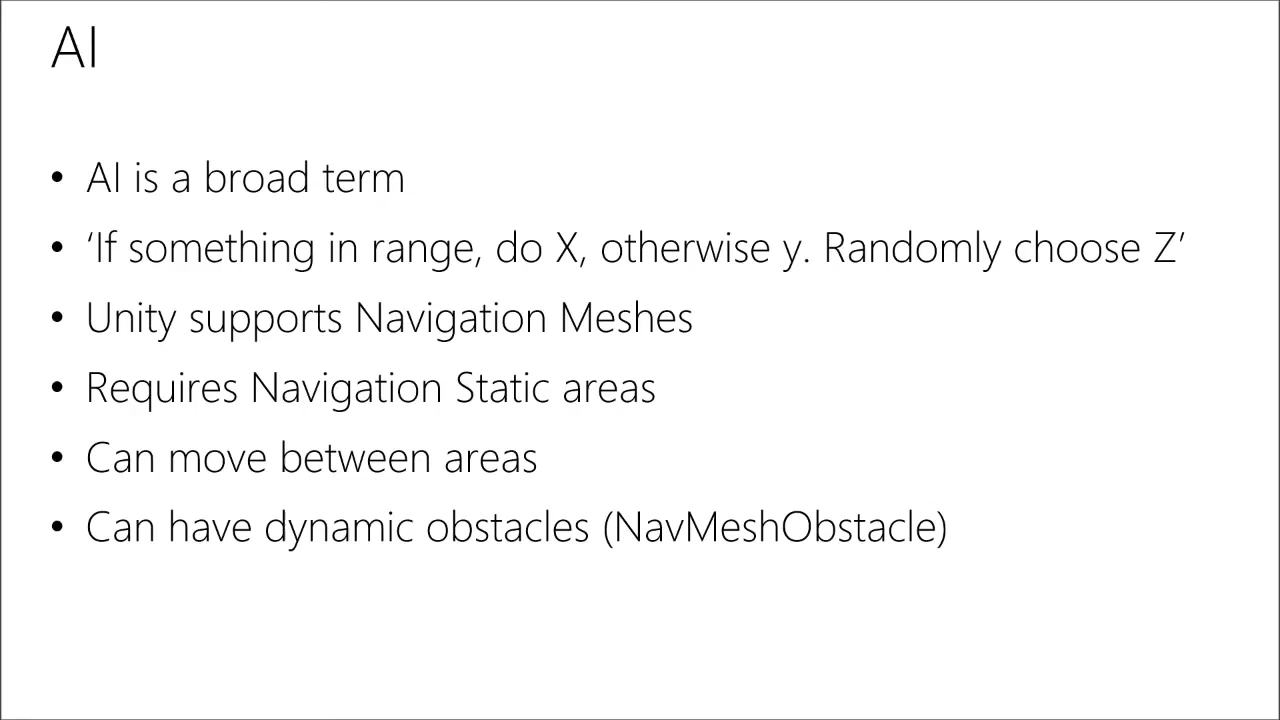 AI
• AI is a broad term
• ‘If something in range, do X, otherwise y. Randomly choose Z’
• Unity supports Navigation Meshes
• Requires Navigation Static areas
• Can move between areas
• Can have dynamic obstacles (NavMeshObstacle)